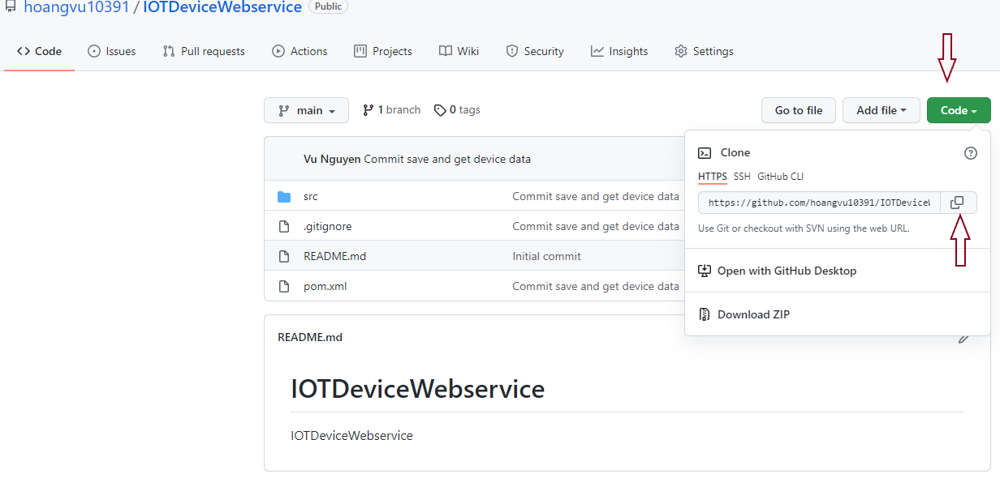 hoangvu10391 / IOTDeviceWebservice Public
Code Issues Pull requests Actions Projects Wiki Security Insights Settings
main 1 branch 0 tags Go to file Add file Code
Vu Nguyen Commit save and get device data
src Commit save and get device data
.gitignore Commit save and get device data
README.md Initial commit
pom.xml Commit save and get device data
Clone
HTTPS SSH GitHub CLI
https://github.com/hoangvu10391/IOTDevice
Use Git or checkout with SVN using the web URL.
Open with GitHub Desktop
Download ZIP
README.md
IOTDeviceWebservice
IOTDeviceWebservice